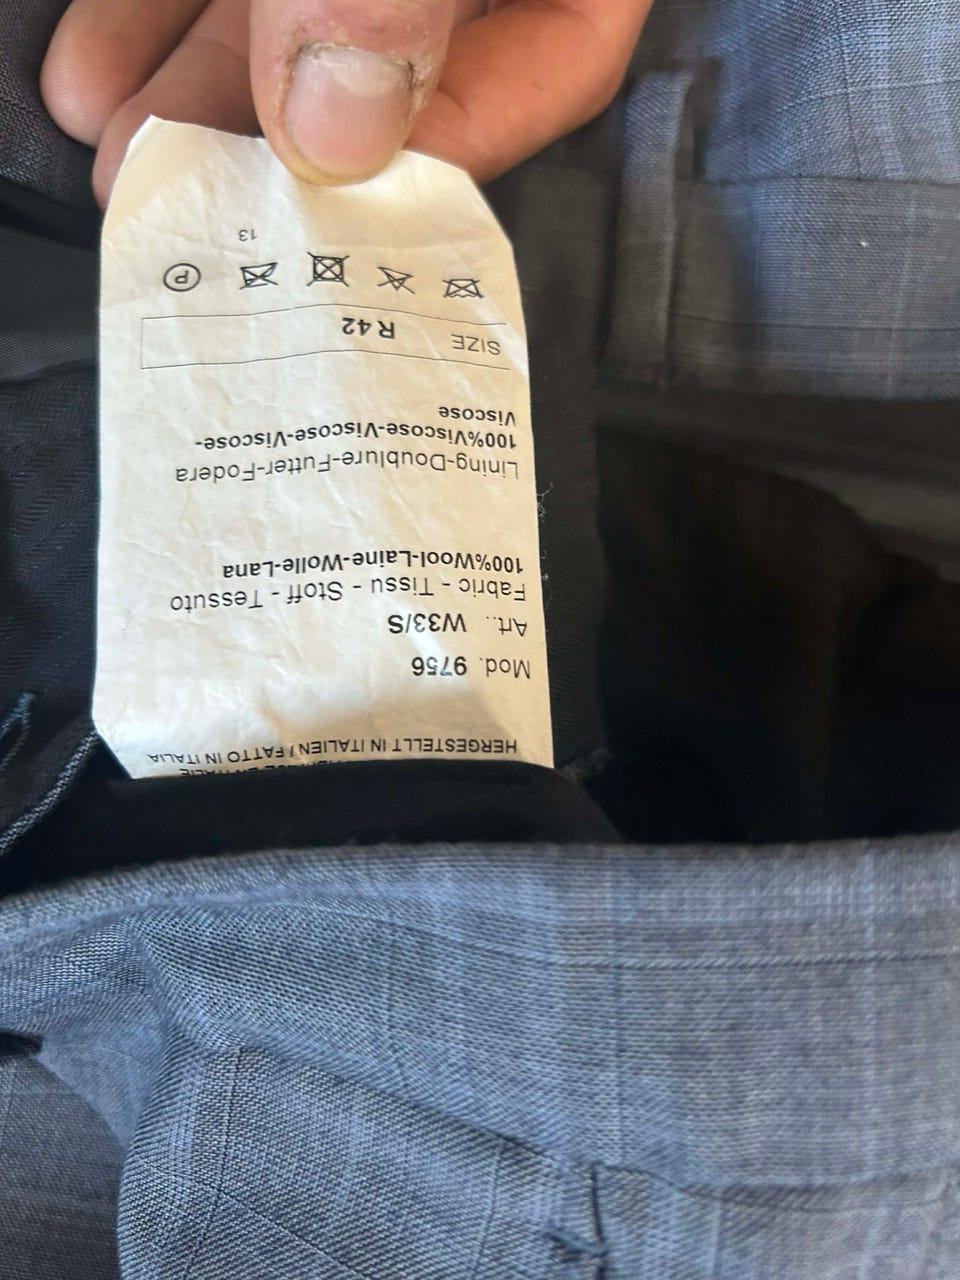 HERGESTELLT IN ITALIEN / FATTO IN ITALIA
Mod. 9756
Art.. W33/S
Fabric - Tissu - Stoff - Tessuto
100%Wool-Laine-Wolle-Lana
Lining-Doublure-Futter-Fodera
100%Viscose-Viscose-Viscose-
Viscose
SIZE R42
P
13